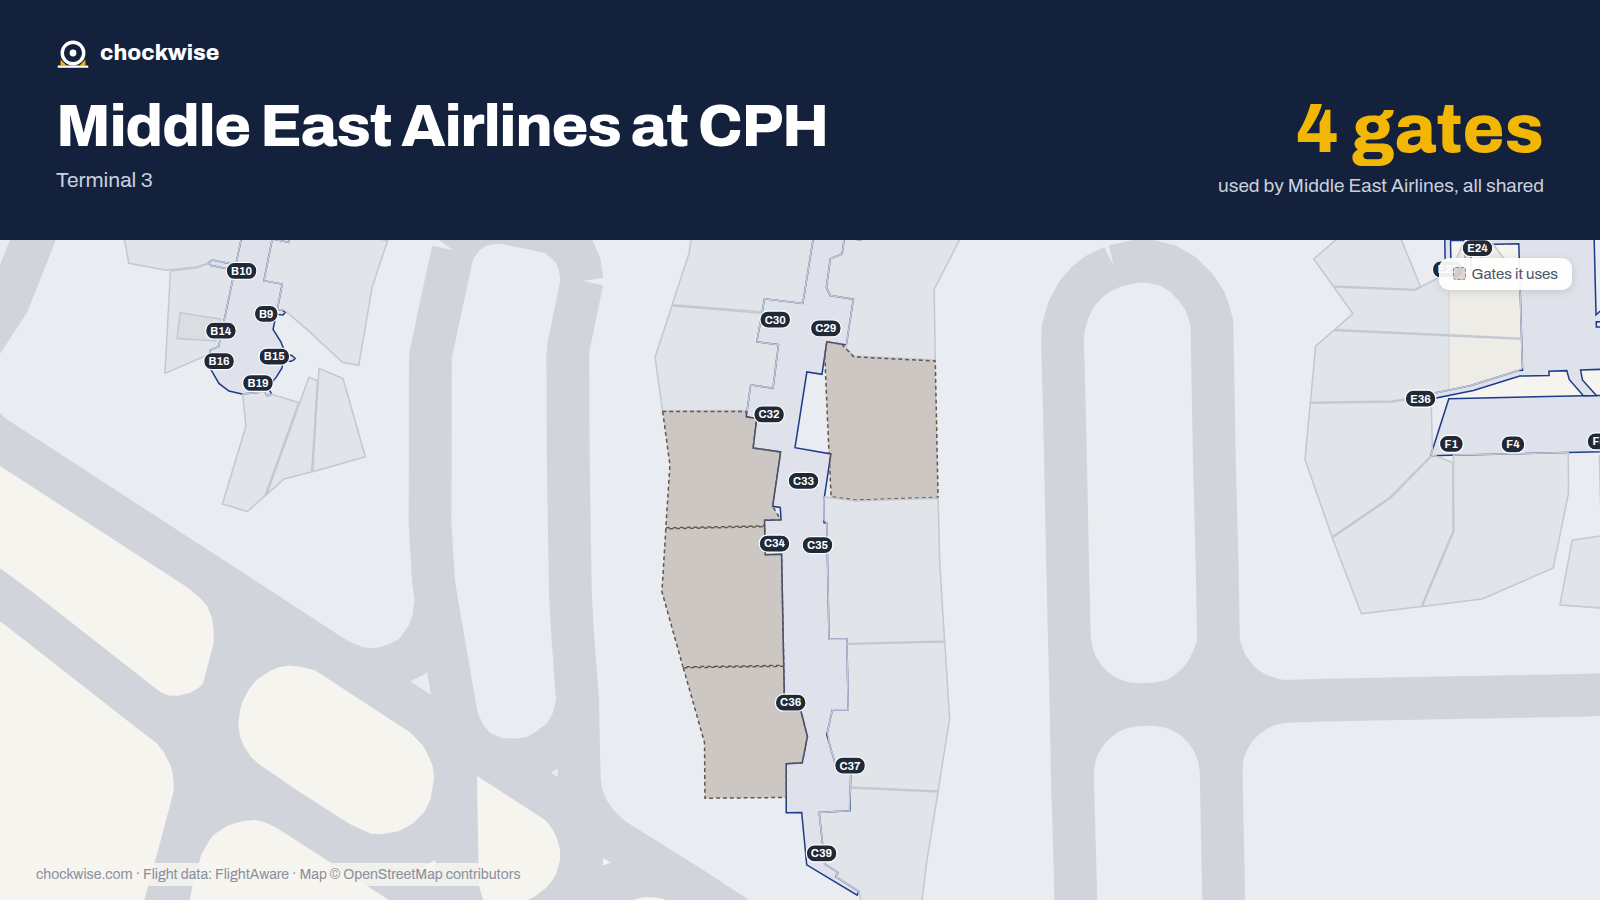 chockwise
Middle East Airlines at CPH
Terminal 3
4 gates
used by Middle East Airlines, all shared
E24
Gates it uses
B10
B9
B14
B15
B16
B19
C30
C29
C32
C33
C34
C35
C36
C37
C39
E36
F1
F4
chockwise.com · Flight data: FlightAware · Map © OpenStreetMap contributors